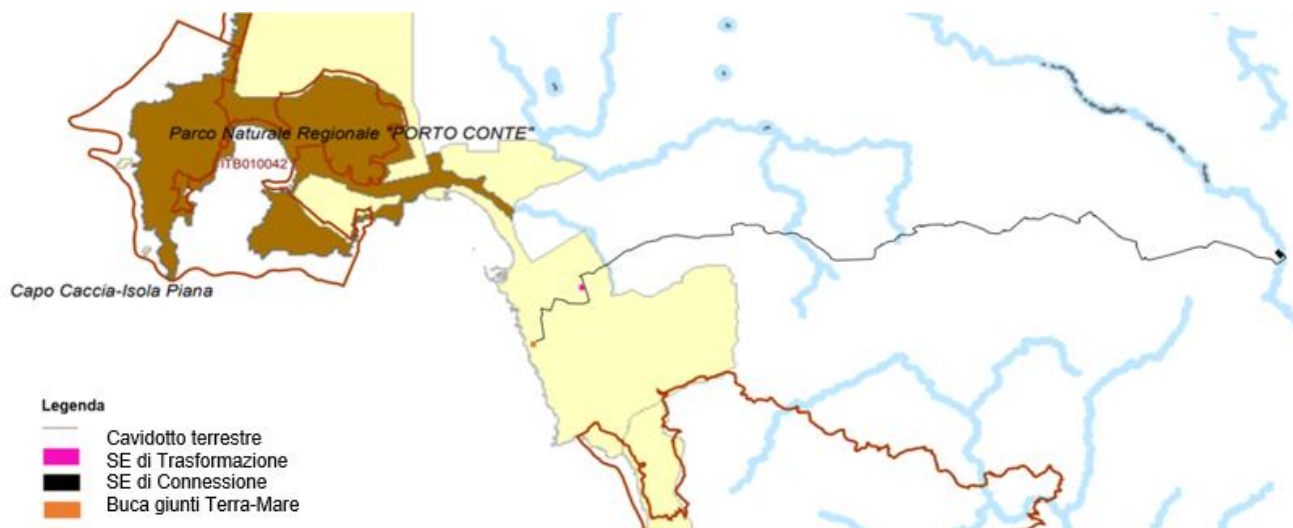 Parco Naturale Regionale "PORTO CONTE"
ITB010042
Capo Caccia-Isola Piana
Legenda
Cavidotto terrestre
SE di Trasformazione
SE di Connessione
Buca giunti Terra-Mare